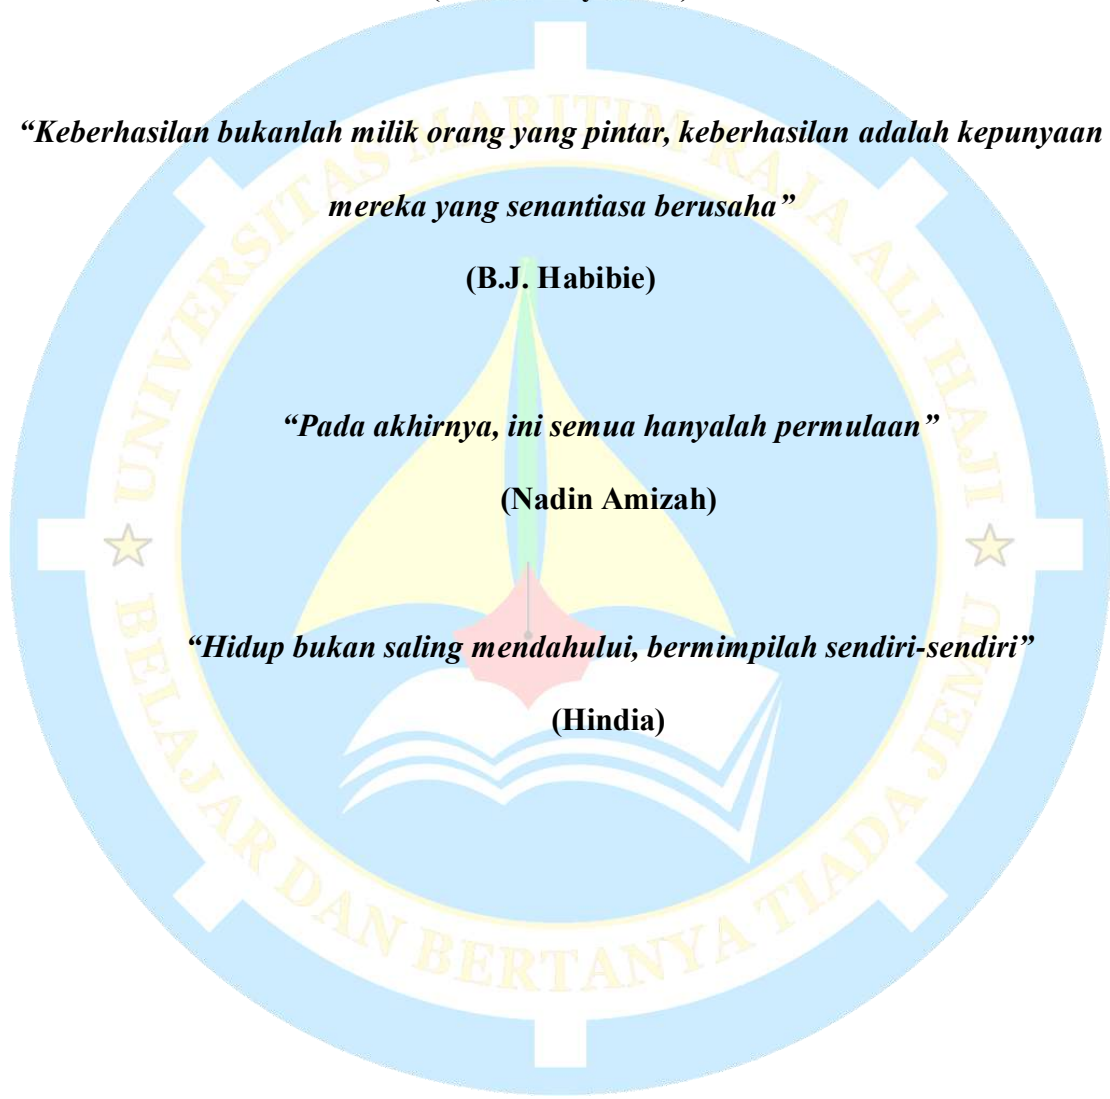 “Keberhasilan bukanlah milik orang yang pintar, keberhasilan adalah kepunyaan
mereka yang senantiasa berusaha”
(B.J. Habibie)
“Pada akhirnya, ini semua hanyalah permulaan”
(Nadin Amizah)
“Hidup bukan saling mendahului, bermimpilah sendiri-sendiri”
(Hindia)
UNIVERSITAS MARITIM RAJA ALI HAJI
BELAJAR DAN BERTANYA TIADA JEMU